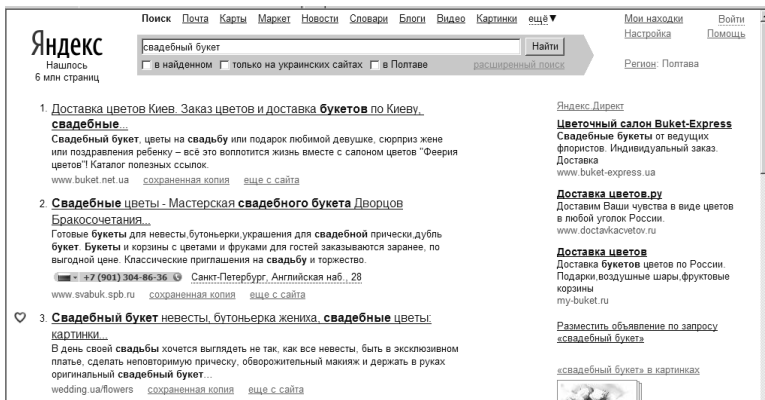 Поиск Почта Карты Маркет Новости Словари Блоги Видео Картинки ещё▼
Мои находки Войти
Настройка Помощь
Яндекс
Нашлось
6 млн страниц
свадебный букет Найти
в найденном только на украинских сайтах в Полтаве расширенный поиск
Регион: Полтава
1. Доставка цветов Киев. Заказ цветов и доставка букетов по Киеву,
свадебные...
Свадебный букет, цветы на свадьбу или подарок любимой девушке, сюрприз жене
или поздравления ребенку – всё это воплотится жизнь вместе с салоном цветов "Феерия
цветов"! Каталог полезных ссылок.
www.buket.net.ua сохраненная копия еще с сайта
2. Свадебные цветы - Мастерская свадебного букета Дворцов
Бракосочетания...
Готовые букеты для невесты,бутоньерки,украшения для свадебной прически,дубль
букет. Букеты и корзины с цветами и фруками для гостей заказываются заранее, по
выгодной цене. Классические приглашения на свадьбу и торжество.
+7 (901) 304-86-36 Санкт-Петербург, Английская наб., 28
www.svabuk.spb.ru сохраненная копия еще с сайта
3. Свадебный букет невесты, бутоньерка жениха, свадебные цветы:
картинки...
В день своей свадьбы хочется выглядеть не так, как все невесты, быть в эксклюзивном
платье, сделать неповторимую прическу, обворожительный макияж и держать в руках
оригинальный свадебный букет...
wedding.ua/flowers сохраненная копия еще с сайта
Яндекс Директ
Цветочный салон Buket-Express
Свадебные букеты от ведущих
флористов. Индивидуальный заказ.
Доставка
www.buket-express.ua
Доставка цветов.ру
Доставим Ваши чувства в виде цветов
в любой уголок России.
www.doctavkacvetov.ru
Доставка цветов
Доставка букетов цветов по России.
Подарки,воздушные шары,фруктовые
корзины
my-buket.ru
Разместить объявление по запросу
«свадебный букет»
«свадебный букет» в картинках